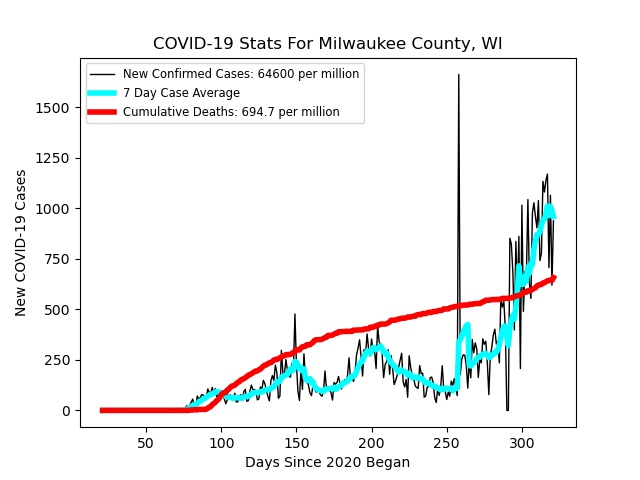 COVID-19 Stats For Milwaukee County, WI
New Confirmed Cases: 64600 per million
7 Day Case Average
Cumulative Deaths: 694.7 per million
New COVID-19 Cases
1500
1250
1000
750
500
250
0
50 100 150 200 250 300
Days Since 2020 Began